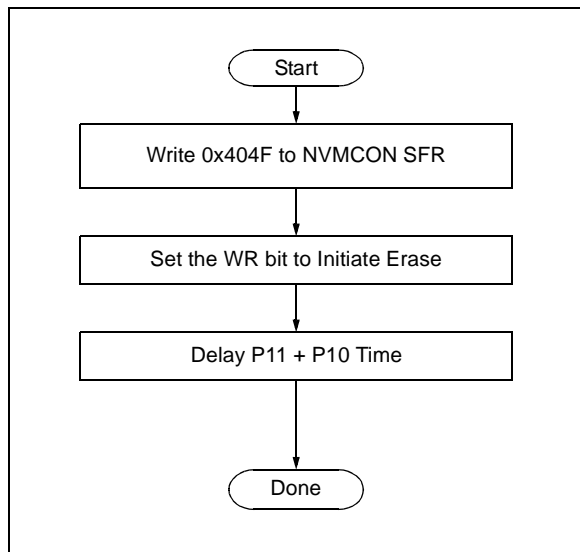 Start
Write 0x404F to NVMCON SFR
Set the WR bit to Initiate Erase
Delay P11 + P10 Time
Done